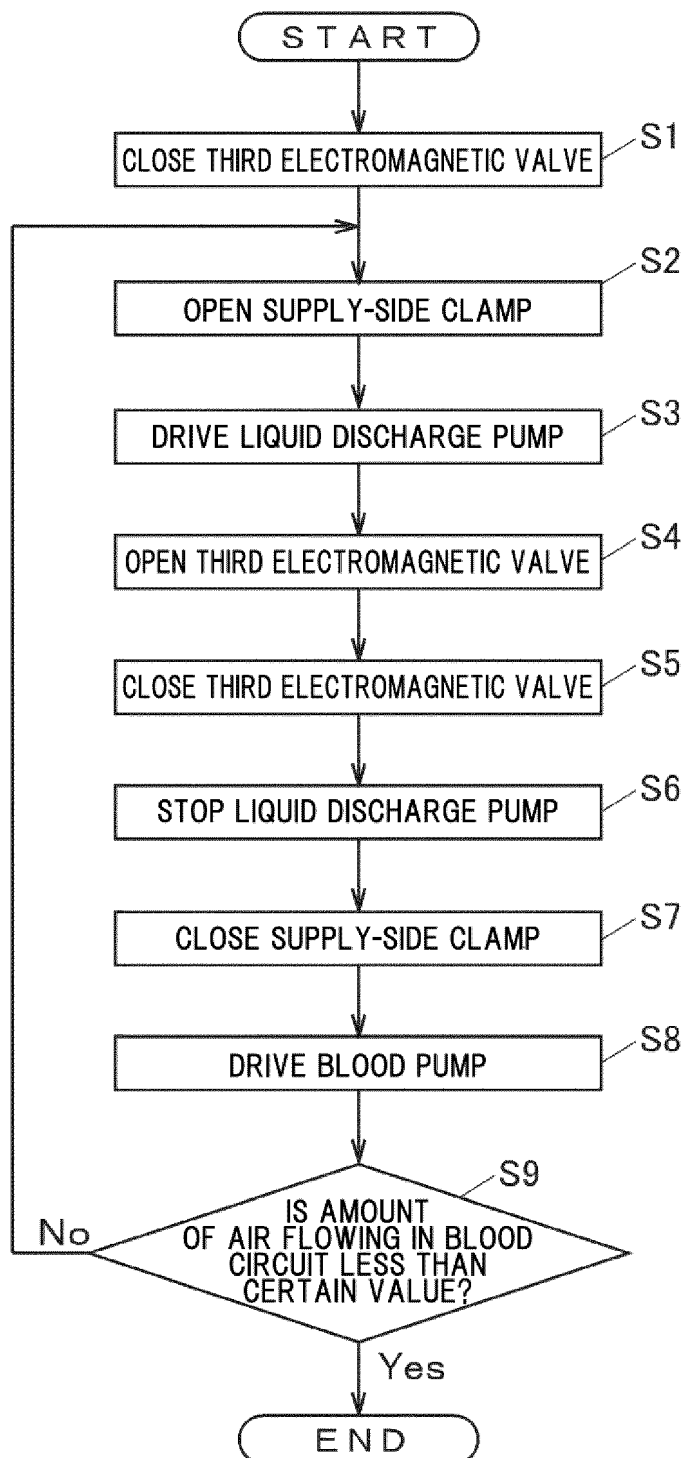 START
S1
CLOSE THIRD ELECTROMAGNETIC VALVE
S2
OPEN SUPPLY-SIDE CLAMP
S3
DRIVE LIQUID DISCHARGE PUMP
S4
OPEN THIRD ELECTROMAGNETIC VALVE
S5
CLOSE THIRD ELECTROMAGNETIC VALVE
S6
STOP LIQUID DISCHARGE PUMP
S7
CLOSE SUPPLY-SIDE CLAMP
S8
DRIVE BLOOD PUMP
S9
IS AMOUNT
OF AIR FLOWING IN BLOOD
CIRCUIT LESS THAN
CERTAIN VALUE?
No
Yes
END